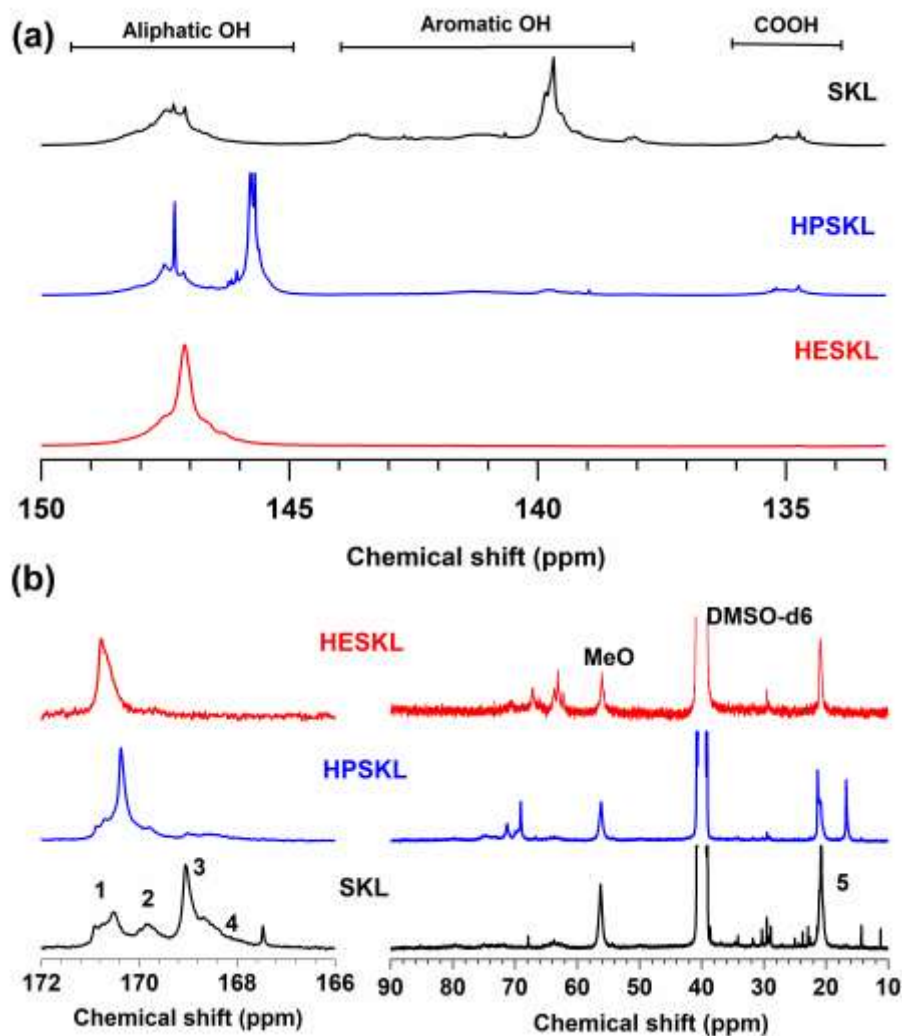 (a)
Aliphatic OH
Aromatic OH
COOH
SKL
HPSKL
HESKL
150 145 140 135
Chemical shift (ppm)
(b)
HESKL
MeO
DMSO-d6
HPSKL
SKL
1 2 3 4 5
172 170 168 166 90 80 70 60 50 40 30 20 10
Chemical shift (ppm) Chemical shift (ppm)